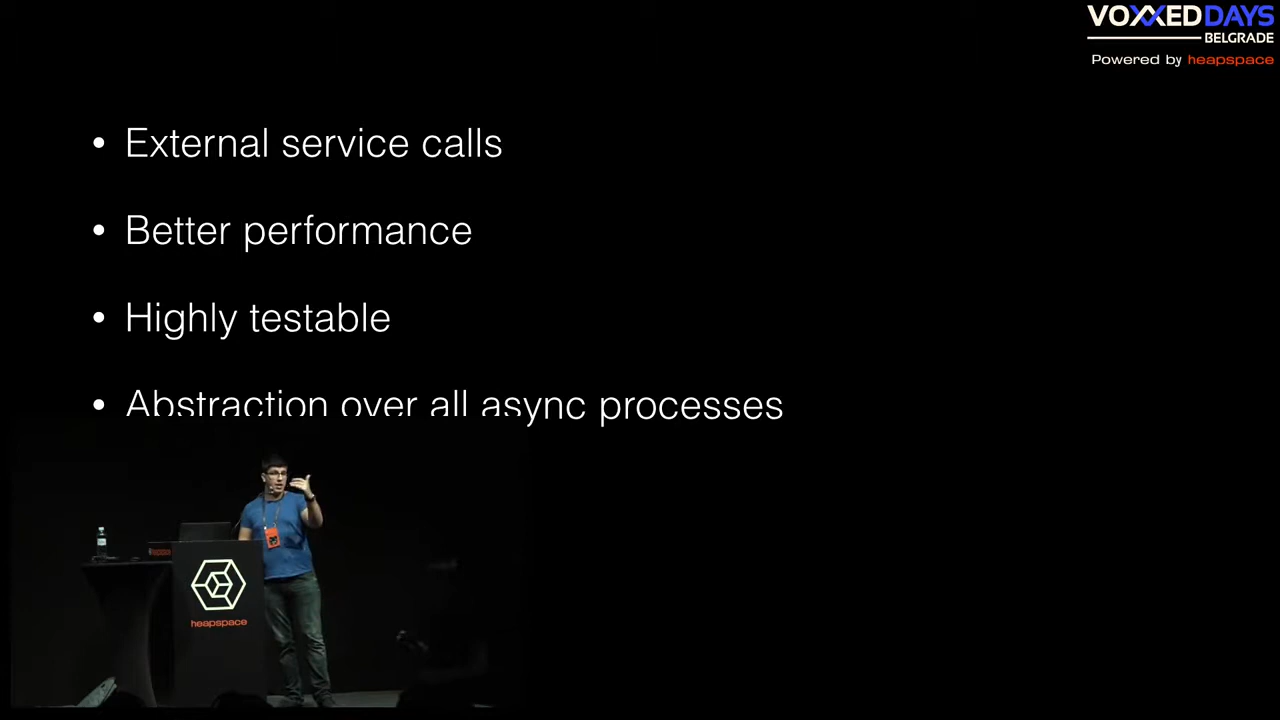 VOXXEDDAYS
BELGRADE
Powered by heapspace
• External service calls
• Better performance
• Highly testable
• Abstraction over all async processes
heapspace